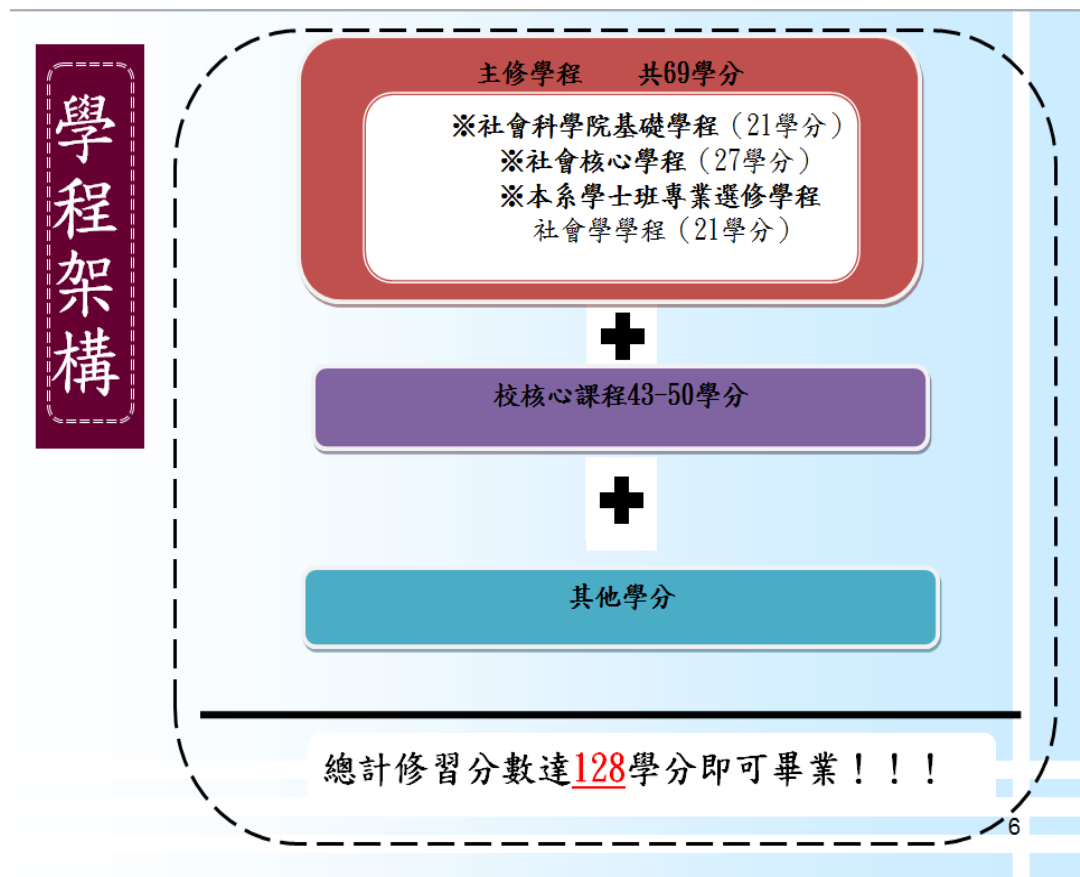 學程架構
主修學程 共69學分
※社會科學院基礎學程（21學分）
※社會核心學程（27學分）
※本系學士班專業選修學程
社會學學程（21學分）
校核心課程43-50學分
其他學分
總計修習分數達128學分即可畢業！！！
6